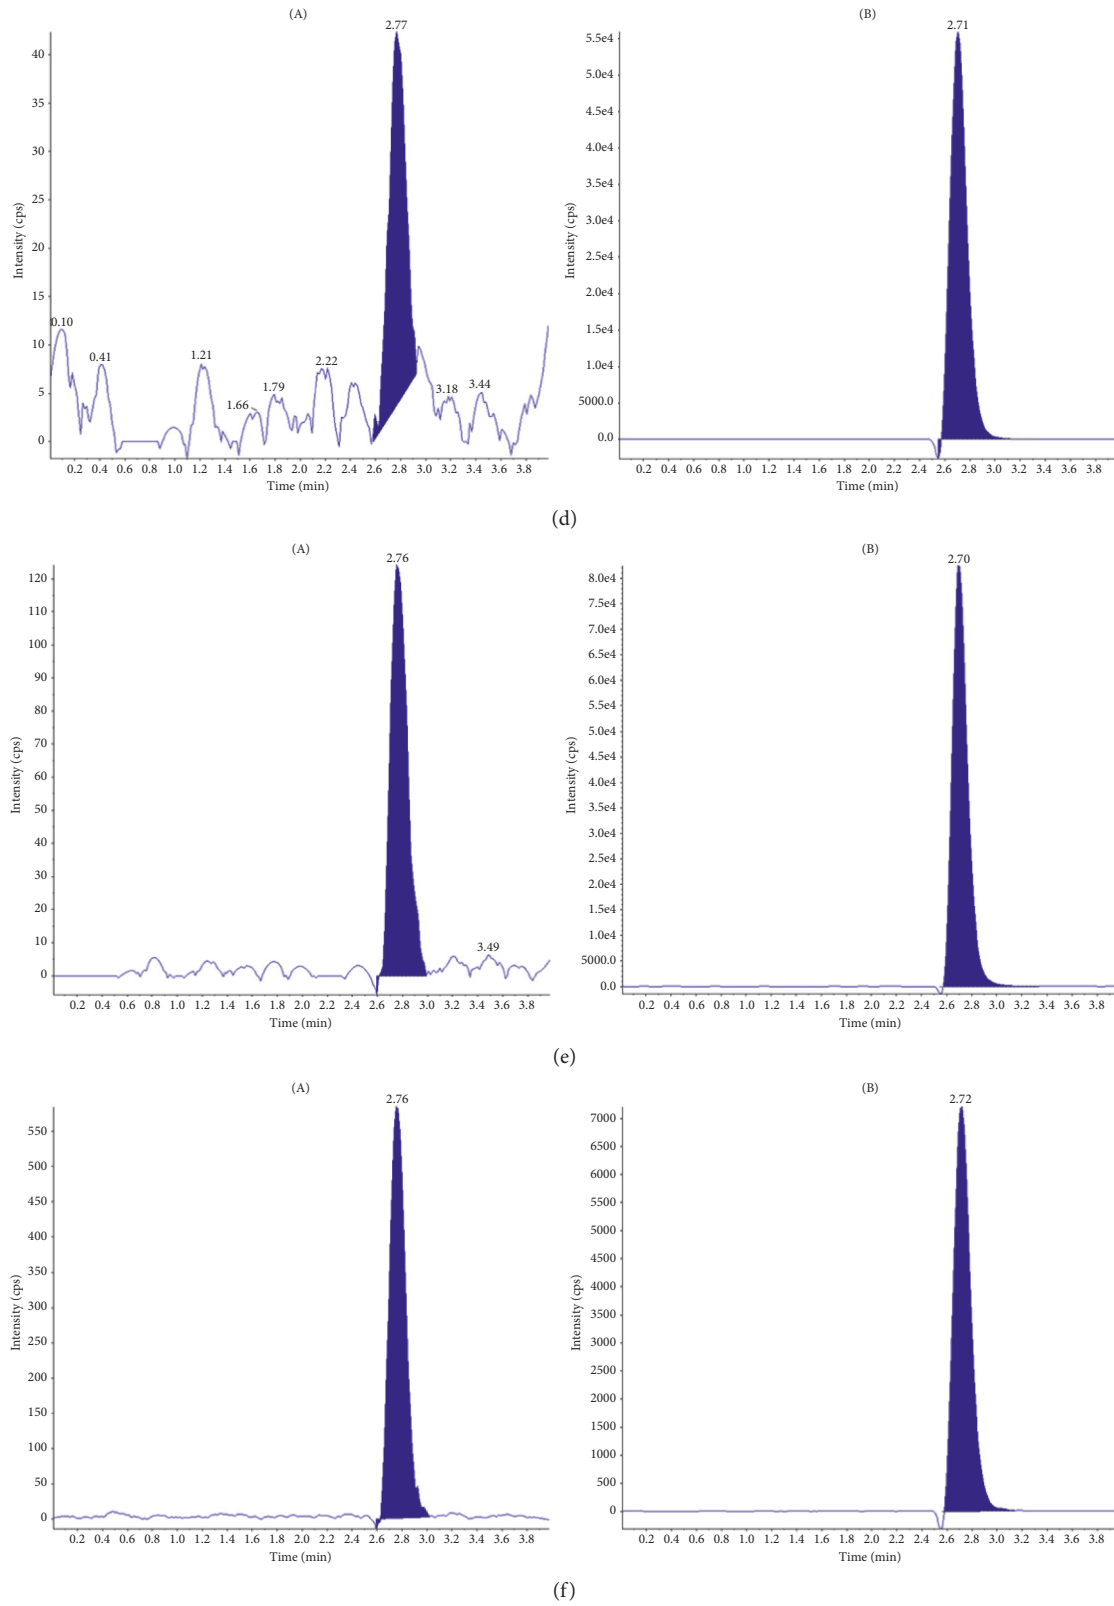 (A)
(B)
2.77
2.71
40
35
30
25
20
15
10
5
0
Intensity (cps)
0.10
0.41
1.21
1.66
1.79
2.22
3.18
3.44
0.2 0.4 0.6 0.8 1.0 1.2 1.4 1.6 1.8 2.0 2.2 2.4 2.6 2.8 3.0 3.2 3.4 3.6 3.8
Time (min)
5.5e4
5.0e4
4.5e4
4.0e4
3.5e4
3.0e4
2.5e4
2.0e4
1.5e4
1.0e4
5000.0
0.0
Intensity (cps)
0.2 0.4 0.6 0.8 1.0 1.2 1.4 1.6 1.8 2.0 2.2 2.4 2.6 2.8 3.0 3.2 3.4 3.6 3.8
Time (min)
(d)
(A)
(B)
2.76
2.70
120
110
100
90
80
70
60
50
40
30
20
10
0
Intensity (cps)
3.49
0.2 0.4 0.6 0.8 1.0 1.2 1.4 1.6 1.8 2.0 2.2 2.4 2.6 2.8 3.0 3.2 3.4 3.6 3.8
Time (min)
8.0e4
7.5e4
7.0e4
6.5e4
6.0e4
5.5e4
5.0e4
4.5e4
4.0e4
3.5e4
3.0e4
2.5e4
2.0e4
1.5e4
1.0e4
5000.0
0.0
Intensity (cps)
0.2 0.4 0.6 0.8 1.0 1.2 1.4 1.6 1.8 2.0 2.2 2.4 2.6 2.8 3.0 3.2 3.4 3.6 3.8
Time (min)
(e)
(A)
(B)
2.76
2.72
550
500
450
400
350
300
250
200
150
100
50
0
Intensity (cps)
0.2 0.4 0.6 0.8 1.0 1.2 1.4 1.6 1.8 2.0 2.2 2.4 2.6 2.8 3.0 3.2 3.4 3.6 3.8
Time (min)
7000
6500
6000
5500
5000
4500
4000
3500
3000
2500
2000
1500
1000
500
0
Intensity (cps)
0.2 0.4 0.6 0.8 1.0 1.2 1.4 1.6 1.8 2.0 2.2 2.4 2.6 2.8 3.0 3.2 3.4 3.6 3.8
Time (min)
(f)